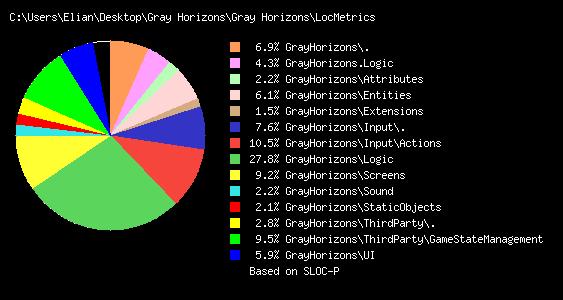 C:\Users\Elian\Desktop\Gray Horizons\Gray Horizons\LocMetrics
6.9% GrayHorizons\.
4.3% GrayHorizons.Logic
2.2% GrayHorizons\Attributes
6.1% GrayHorizons\Entities
1.5% GrayHorizons\Extensions
7.6% GrayHorizons\Input\.
10.5% GrayHorizons\Input\Actions
27.8% GrayHorizons\Logic
9.2% GrayHorizons\Screens
2.2% GrayHorizons\Sound
2.1% GrayHorizons\StaticObjects
2.8% GrayHorizons\ThirdParty\.
9.5% GrayHorizons\ThirdParty\GameStateManagement
5.9% GrayHorizons\UI
Based on SLOC-P